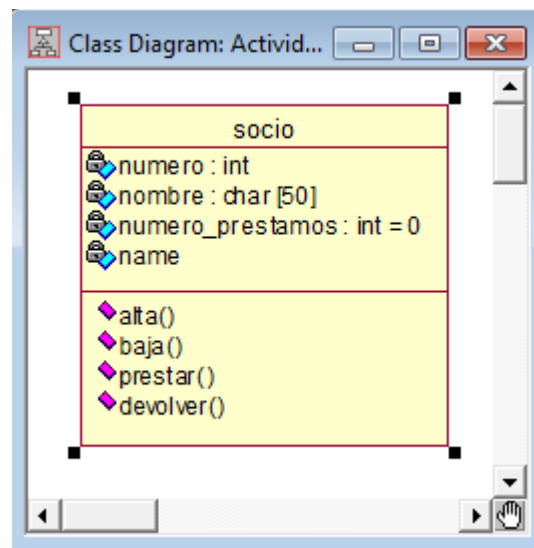 Class Diagram: Activid...
socio
numero : int
nombre : char [50]
numero_prestamos : int = 0
name
alta()
baja()
prestar()
devolver()